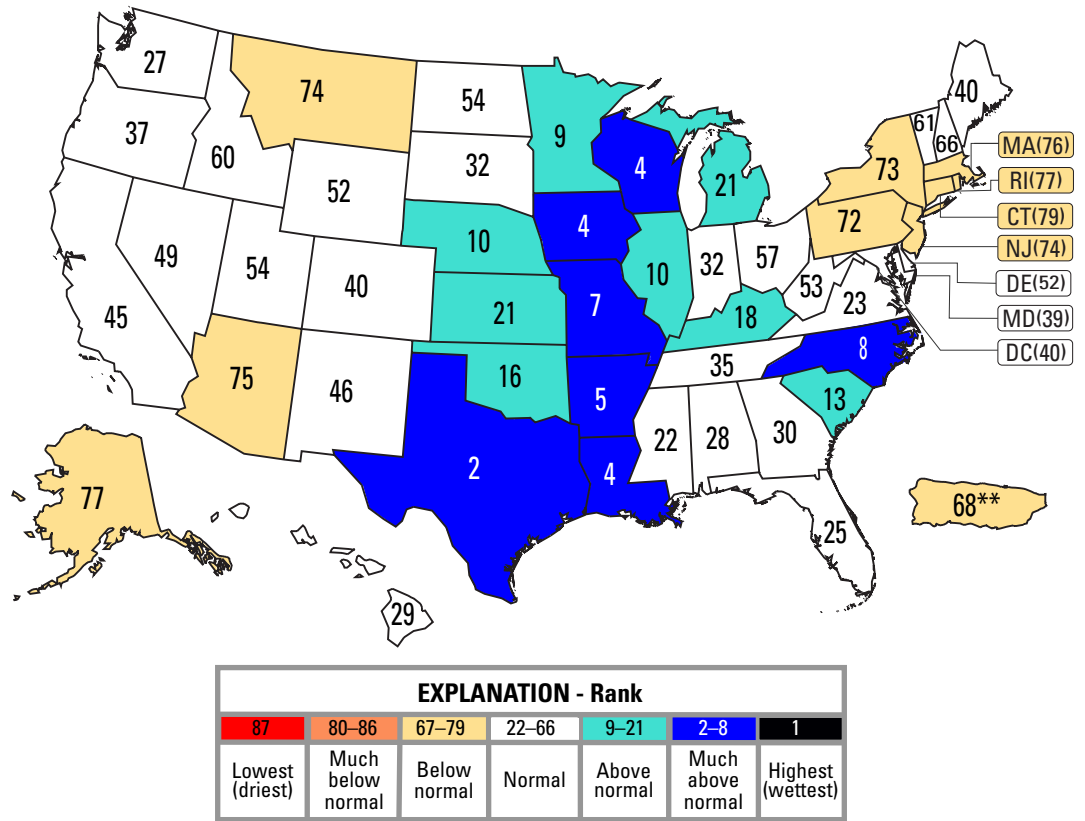 27
74
54
9
40
61
66
MA(76)
37
60
52
32
4
21
73
RI(77)
CT(79)
72
NJ(74)
49
54
40
10
4
10
32
57
53
23
DE(52)
MD(39)
DC(40)
45
21
7
18
8
35
75
46
16
5
13
22
28
30
2
4
77
25
68**
29
EXPLANATION - Rank
87 80–86 67–79 22–66 9–21 2–8 1
Lowest (driest)
Much below normal
Below normal
Normal
Above normal
Much above normal
Highest (wettest)